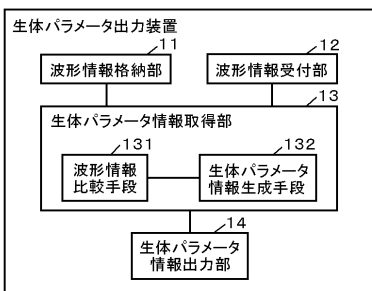 生体パラメータ出力装置
11
12
波形情報格納部
波形情報受付部
13
生体パラメータ情報取得部
131
132
波形情報
比較手段
生体パラメータ
情報生成手段
14
生体パラメータ
情報出力部